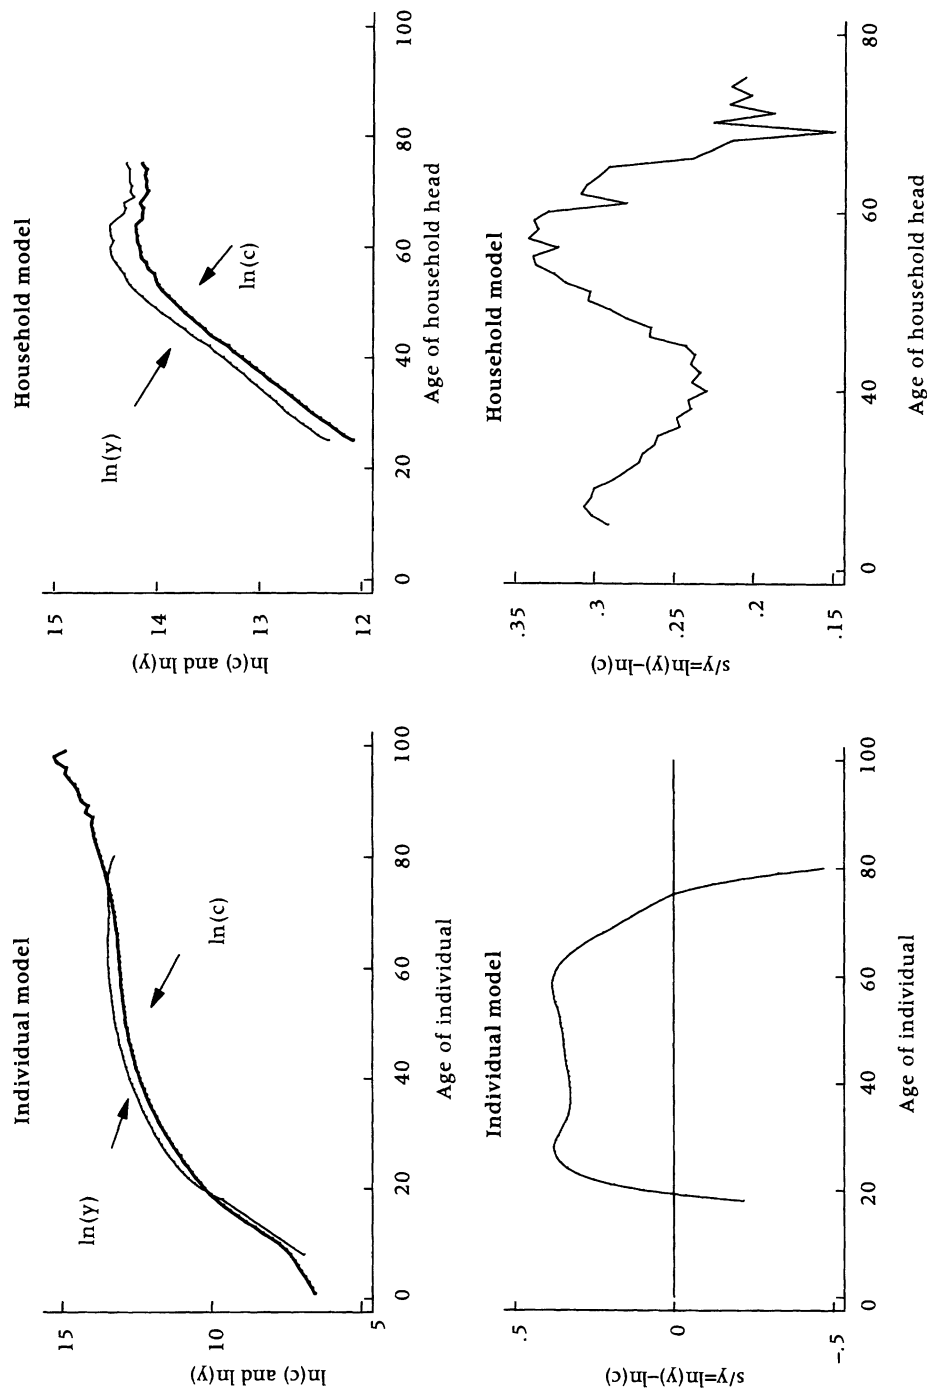 Individual model
15
10
5
ln(c) and ln(y)
ln(y)
ln(c)
0 20 40 60 80 100
Age of individual
Household model
15
14
13
12
ln(c) and ln(y)
ln(y)
ln(c)
0 20 40 60 80 100
Age of household head
Individual model
.5
0
-.5
s/y=ln(y)–ln(c)
0 20 40 60 80 100
Age of individual
Household model
.35
.3
.25
.2
.15
s/y=ln(y)–ln(c)
0 20 40 60 80
Age of household head